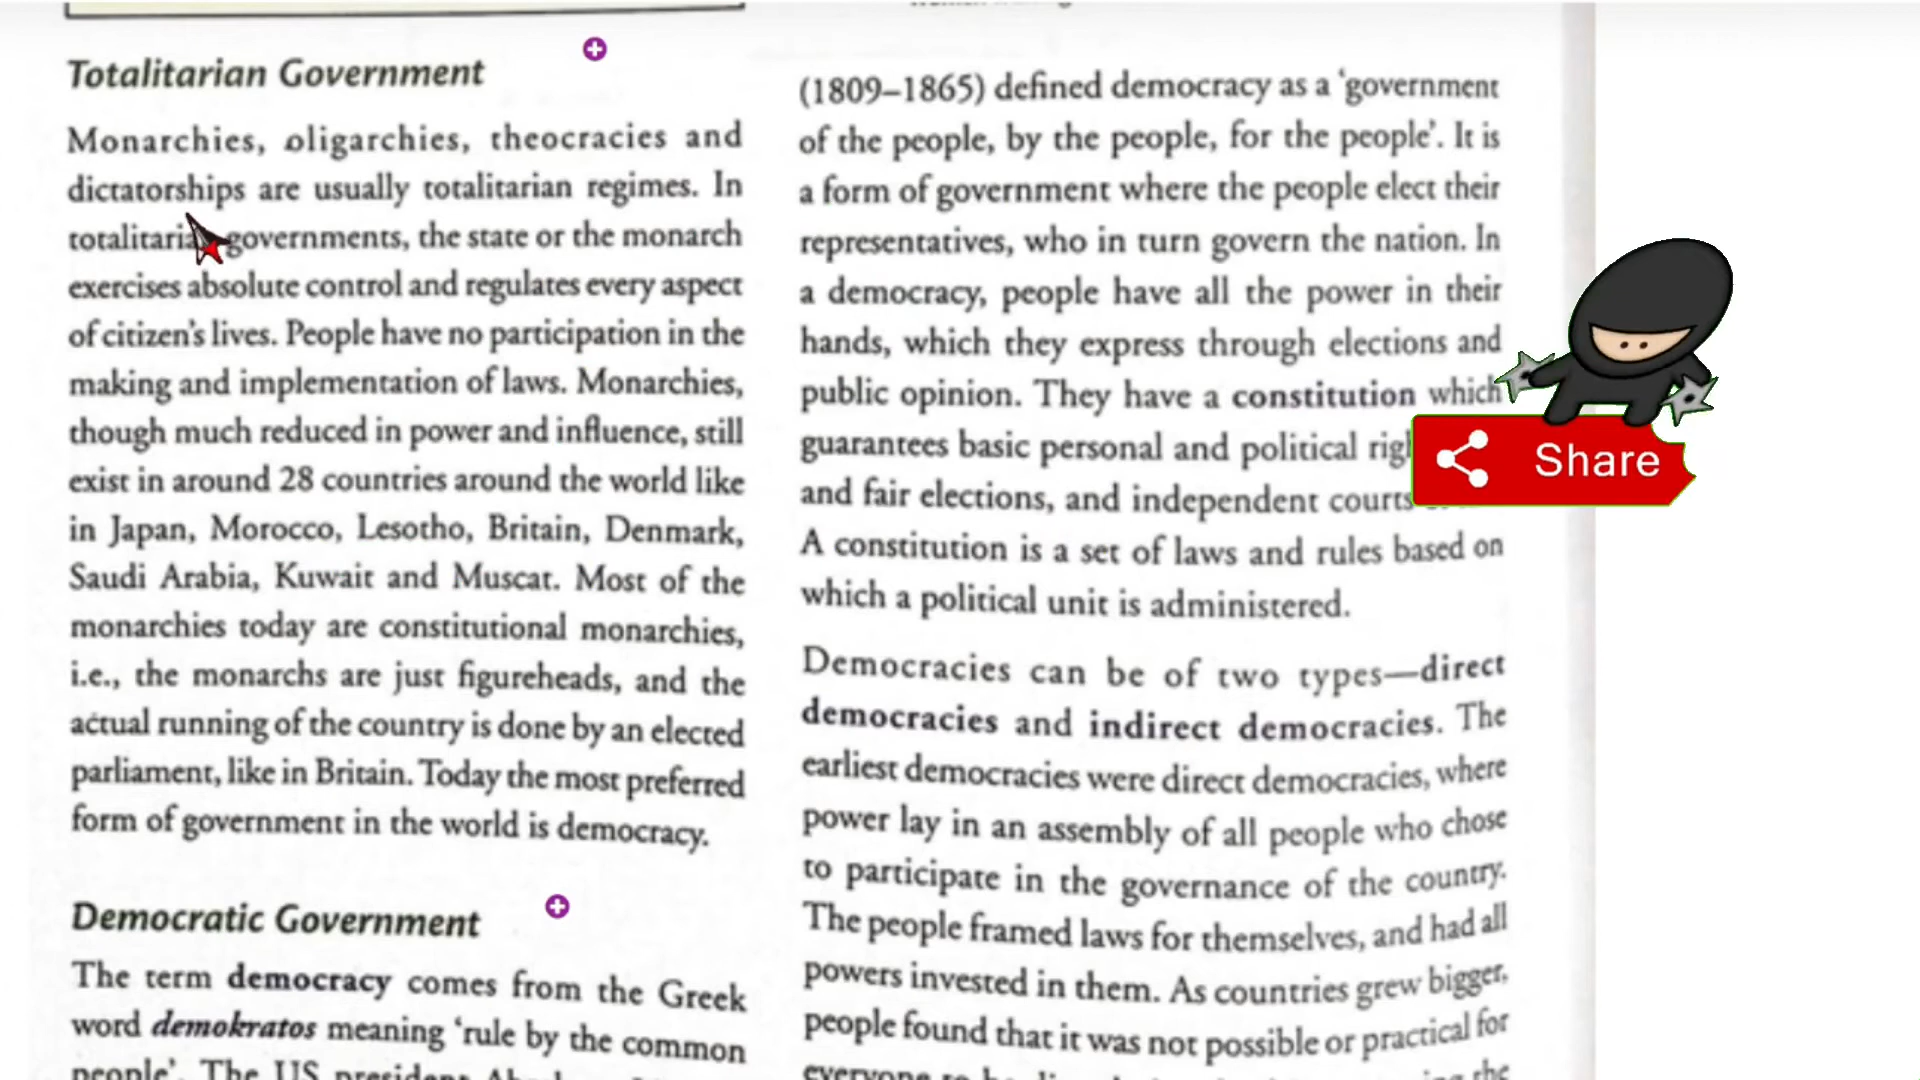 Totalitarian Government
Monarchies, oligarchies, theocracies and
dictatorships are usually totalitarian regimes. In
governments, the state or the monarch
exercises absolute control and regulates every aspect
of citizen's lives. People have no participation in the
making and implementation of laws. Monarchies,
though much reduced in power and influence, still
exist in around 28 countries around the world like
in Japan, Morocco, Lesotho, Britain, Denmark,
Saudi Arabia, Kuwait and Muscat. Most of the
monarchies today are constitutional monarchies,
i.e., the monarchs are just figureheads, and the
actual running of the country is done by an elected
parliament, like in Britain. Today the most preferred
form of government in the world is democracy.
Democratic Government
The term democracy comes from the Greek
word demokratos meaning 'rule by the common
people'. The US president
(1809–1865) defined democracy as a 'government
of the people, by the people, for the people'. It is
a form of government where the people elect their
representatives, who in turn govern the nation. In
a democracy, people have all the power in their
hands, which they express through elections and
public opinion. They have a constitution which
guarantees basic personal and political
and fair elections, and independent courts
A constitution is a set of laws and rules based on
which a political unit is administered.
Democracies can be of two types—direct
democracies and indirect democracies. The
earliest democracies were direct democracies, where
power lay in an assembly of all people who chose
to participate in the governance of the country.
The people framed laws for themselves, and had all
powers invested in them. As countries grew bigger,
people found that it was not possible or practical for
Share